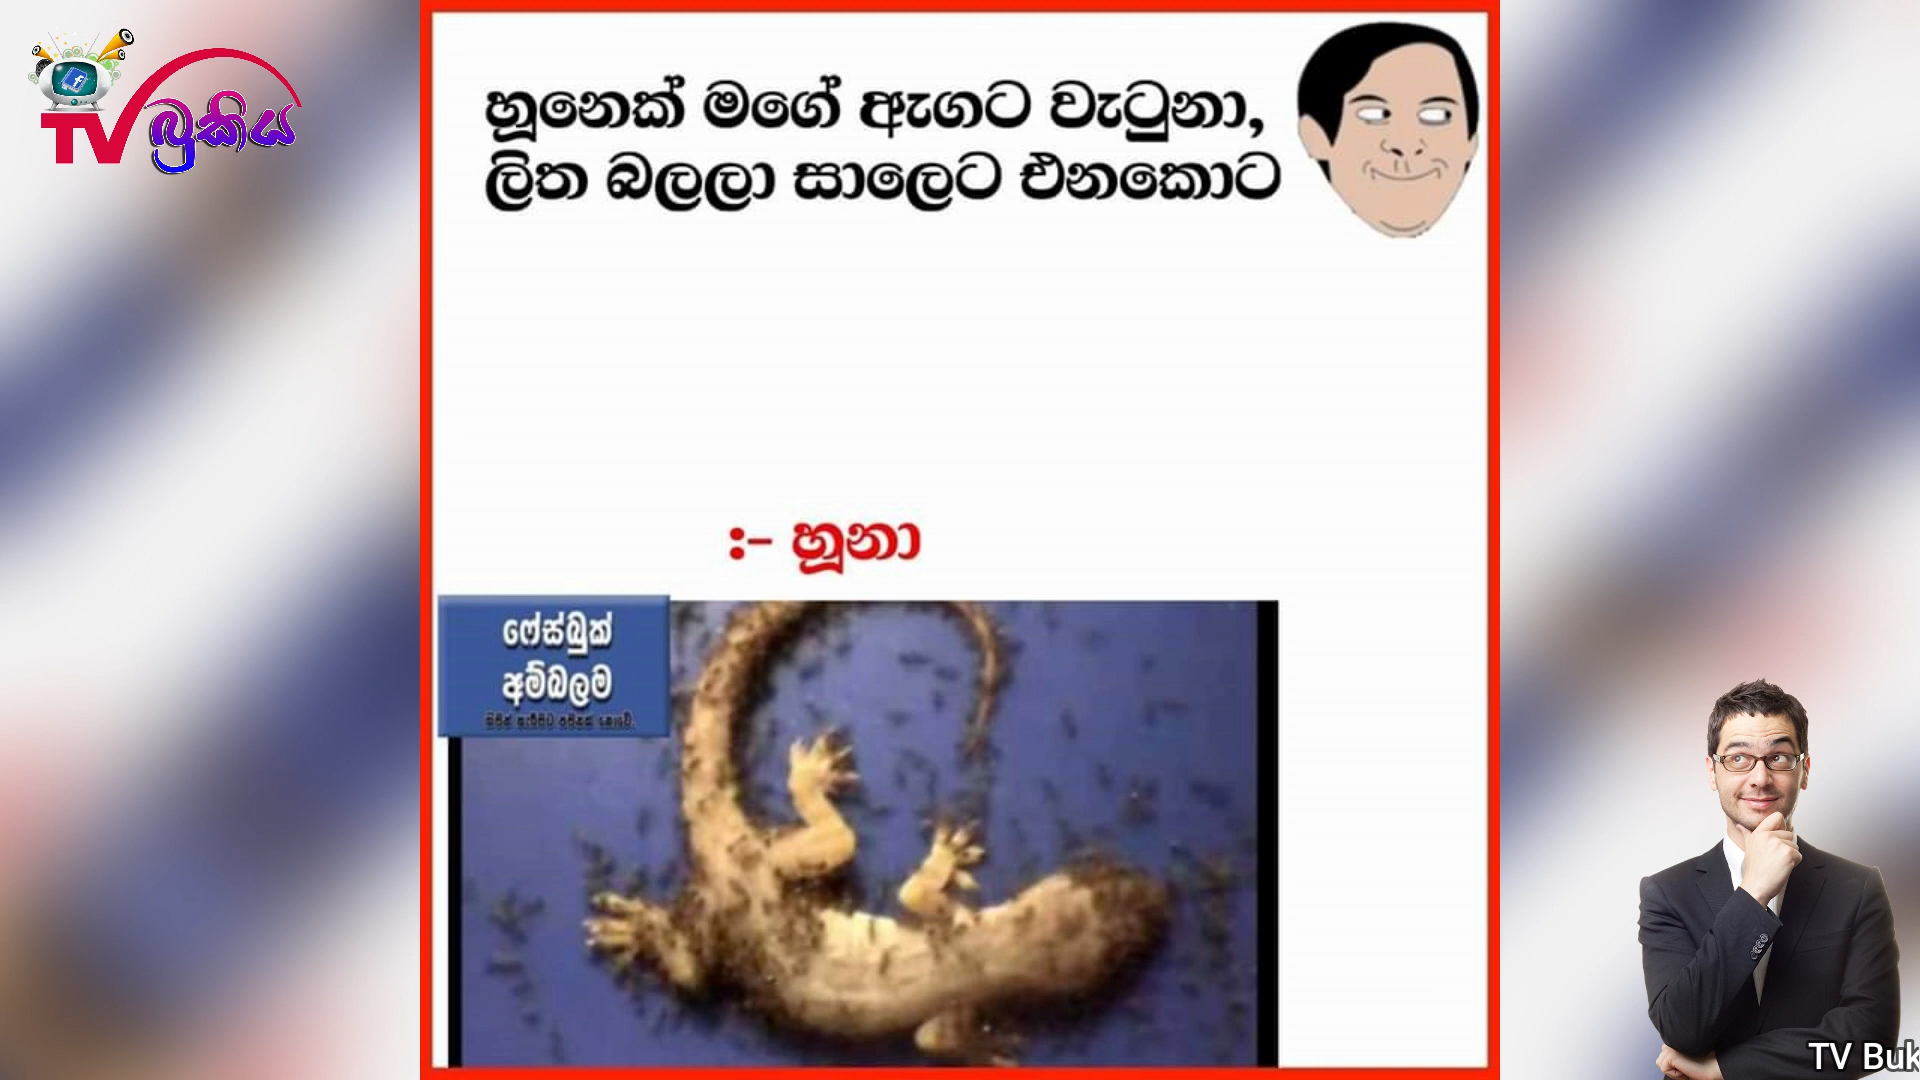 TV බුකිය
හූනෙක් මගේ ඇඟට වැටුනා,
ලිත බලලා සාලෙට එනකොට
:- හූනා
ෆේස්බුක්
අම්බලම
TV Buk